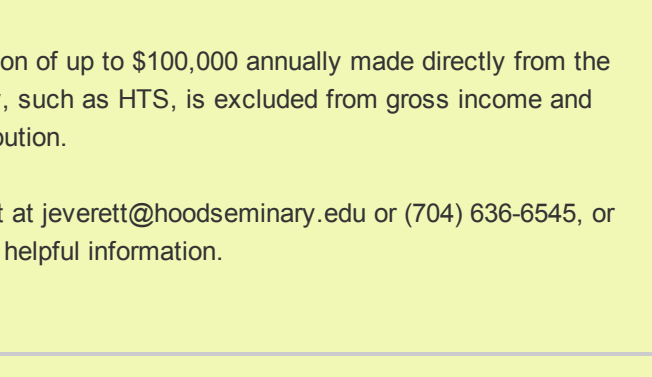 on of up to $100,000 annually made directly from the
, such as HTS, is excluded from gross income and
bution.
t at jeverett@hoodseminary.edu or (704) 636-6545, or
helpful information.